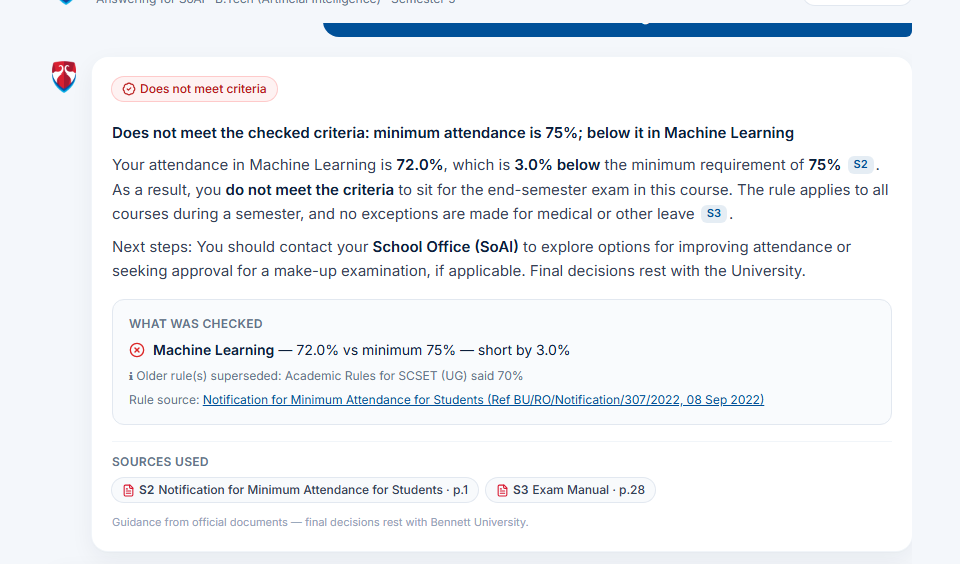 Answering for SoAI · B.Tech (Artificial Intelligence) · Semester 5
Does not meet criteria
Does not meet the checked criteria: minimum attendance is 75%; below it in Machine Learning
Your attendance in Machine Learning is 72.0%, which is 3.0% below the minimum requirement of 75% S2 .
As a result, you do not meet the criteria to sit for the end-semester exam in this course. The rule applies to all
courses during a semester, and no exceptions are made for medical or other leave S3 .
Next steps: You should contact your School Office (SoAI) to explore options for improving attendance or
seeking approval for a make-up examination, if applicable. Final decisions rest with the University.
WHAT WAS CHECKED
Machine Learning — 72.0% vs minimum 75% — short by 3.0%
ℹ Older rule(s) superseded: Academic Rules for SCSET (UG) said 70%
Rule source: Notification for Minimum Attendance for Students (Ref BU/RO/Notification/307/2022, 08 Sep 2022)
SOURCES USED
S2 Notification for Minimum Attendance for Students · p.1 S3 Exam Manual · p.28
Guidance from official documents — final decisions rest with Bennett University.